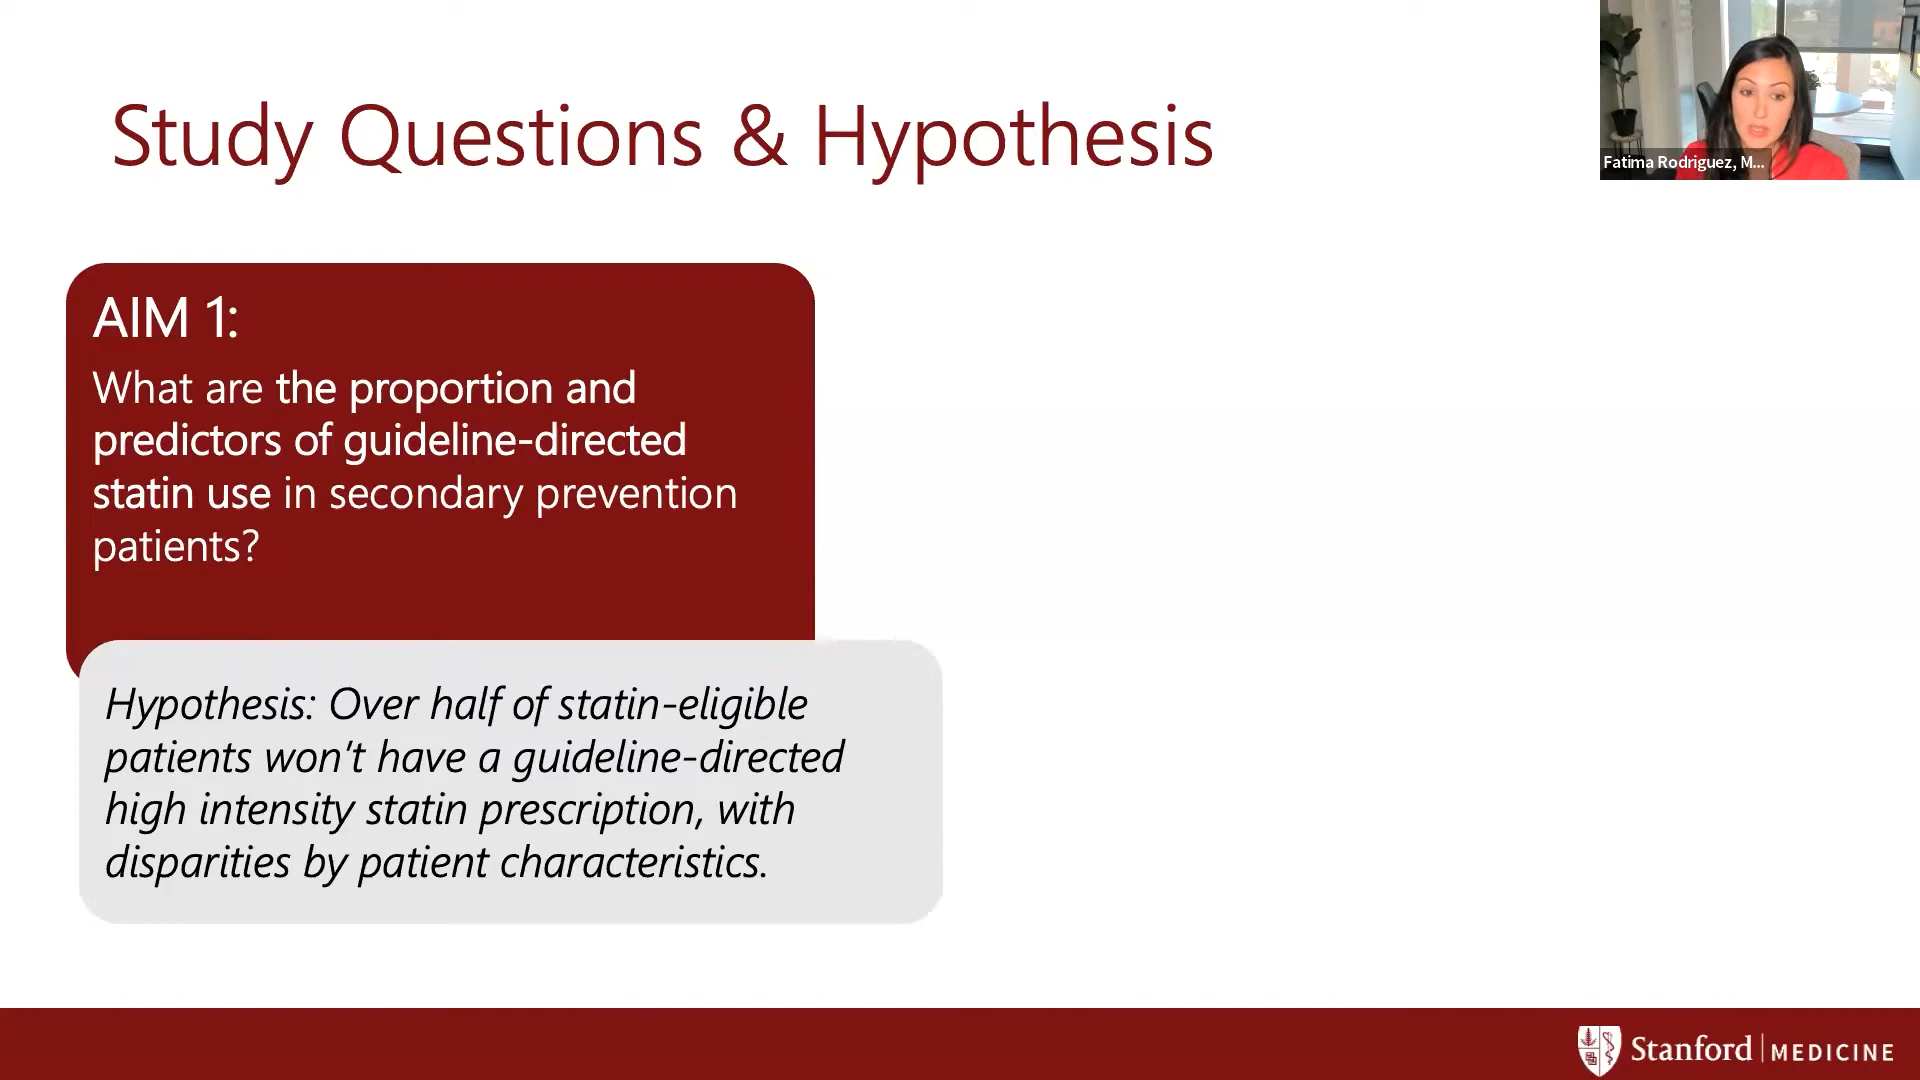 Study Questions & Hypothesis
Fatima Rodriguez, M...
AIM 1:
What are the proportion and
predictors of guideline-directed
statin use in secondary prevention
patients?
Hypothesis: Over half of statin-eligible
patients won't have a guideline-directed
high intensity statin prescription, with
disparities by patient characteristics.
Stanford | MEDICINE